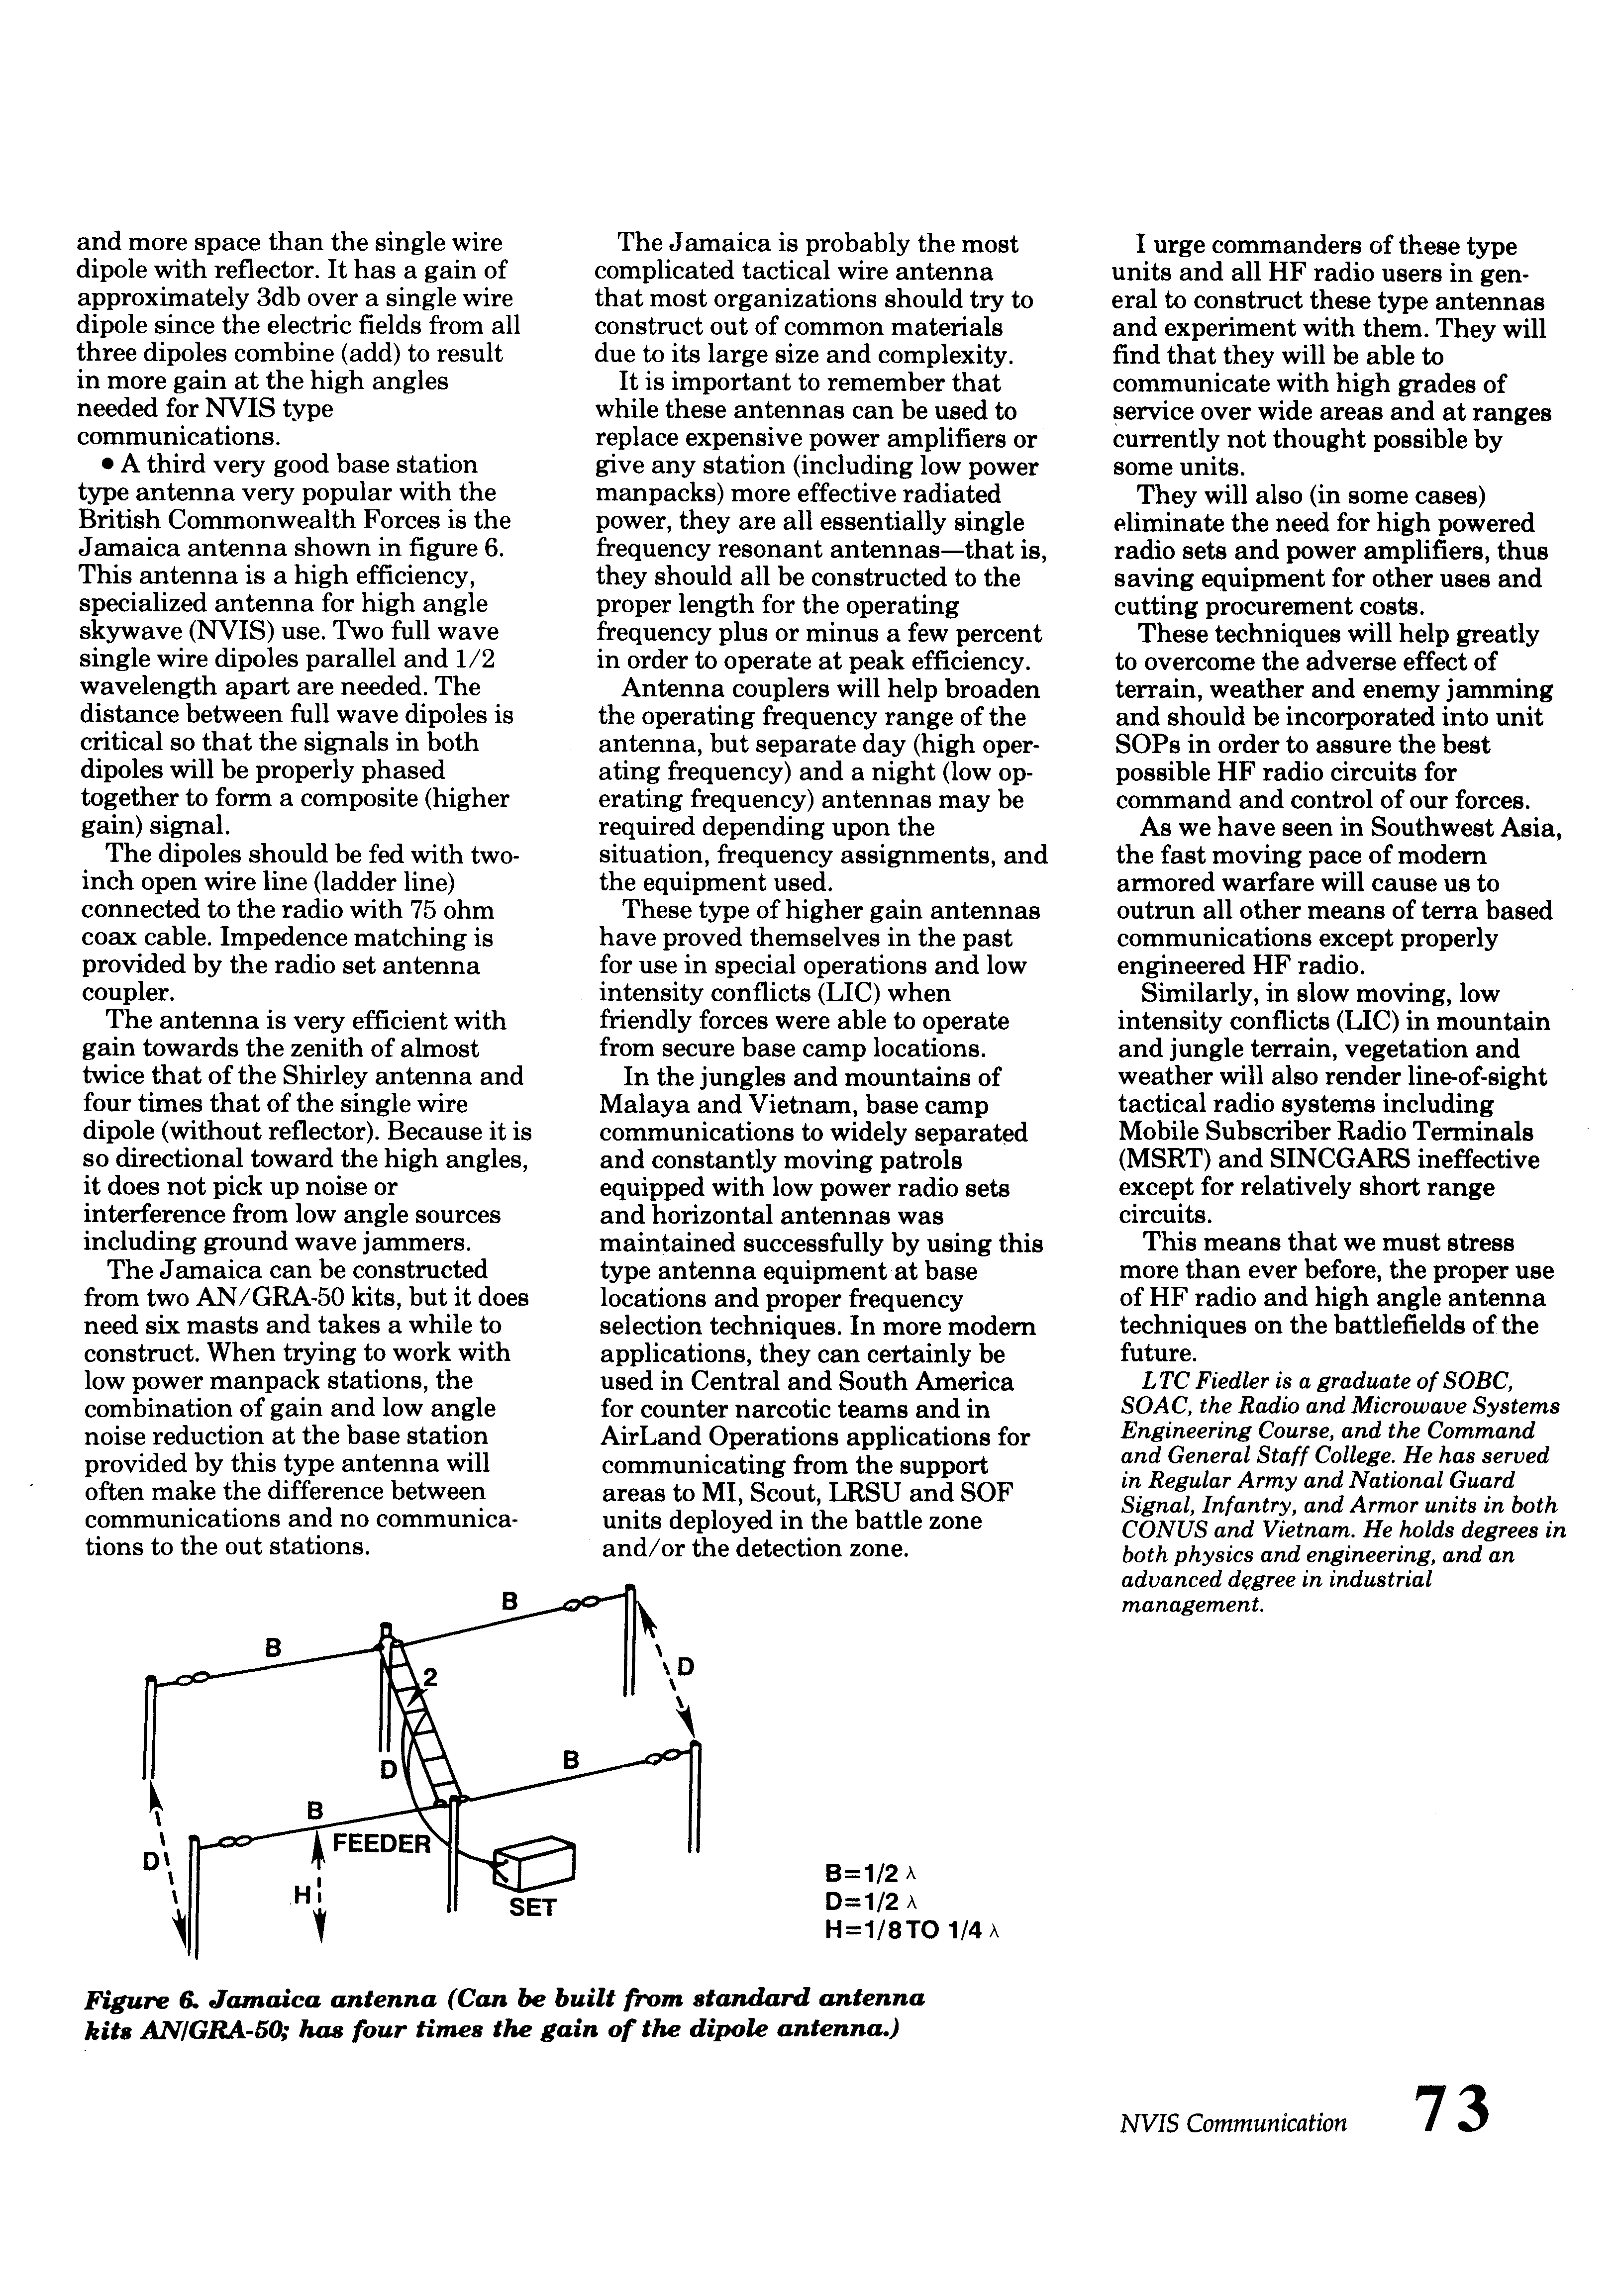 and more space than the single wire
dipole with reflector. It has a gain of
approximately 3db over a single wire
dipole since the electric fields from all
three dipoles combine (add) to result
in more gain at the high angles
needed for NVIS type
communications.
● A third very good base station
type antenna very popular with the
British Commonwealth Forces is the
Jamaica antenna shown in figure 6.
This antenna is a high efficiency,
specialized antenna for high angle
skywave (NVIS) use. Two full wave
single wire dipoles parallel and 1/2
wavelength apart are needed. The
distance between full wave dipoles is
critical so that the signals in both
dipoles will be properly phased
together to form a composite (higher
gain) signal.
The dipoles should be fed with two-
inch open wire line (ladder line)
connected to the radio with 75 ohm
coax cable. Impedence matching is
provided by the radio set antenna
coupler.
The antenna is very efficient with
gain towards the zenith of almost
twice that of the Shirley antenna and
four times that of the single wire
dipole (without reflector). Because it is
so directional toward the high angles,
it does not pick up noise or
interference from low angle sources
including ground wave jammers.
The Jamaica can be constructed
from two AN/GRA-50 kits, but it does
need six masts and takes a while to
construct. When trying to work with
low power manpack stations, the
combination of gain and low angle
noise reduction at the base station
provided by this type antenna will
often make the difference between
communications and no communica-
tions to the out stations.
The Jamaica is probably the most
complicated tactical wire antenna
that most organizations should try to
construct out of common materials
due to its large size and complexity.
It is important to remember that
while these antennas can be used to
replace expensive power amplifiers or
give any station (including low power
manpacks) more effective radiated
power, they are all essentially single
frequency resonant antennas—that is,
they should all be constructed to the
proper length for the operating
frequency plus or minus a few percent
in order to operate at peak efficiency.
Antenna couplers will help broaden
the operating frequency range of the
antenna, but separate day (high oper-
ating frequency) and a night (low op-
erating frequency) antennas may be
required depending upon the
situation, frequency assignments, and
the equipment used.
These type of higher gain antennas
have proved themselves in the past
for use in special operations and low
intensity conflicts (LIC) when
friendly forces were able to operate
from secure base camp locations.
In the jungles and mountains of
Malaya and Vietnam, base camp
communications to widely separated
and constantly moving patrols
equipped with low power radio sets
and horizontal antennas was
maintained successfully by using this
type antenna equipment at base
locations and proper frequency
selection techniques. In more modern
applications, they can certainly be
used in Central and South America
for counter narcotic teams and in
AirLand Operations applications for
communicating from the support
areas to MI, Scout, LRSU and SOF
units deployed in the battle zone
and/or the detection zone.
I urge commanders of these type
units and all HF radio users in gen-
eral to construct these type antennas
and experiment with them. They will
find that they will be able to
communicate with high grades of
service over wide areas and at ranges
currently not thought possible by
some units.
They will also (in some cases)
eliminate the need for high powered
radio sets and power amplifiers, thus
saving equipment for other uses and
cutting procurement costs.
These techniques will help greatly
to overcome the adverse effect of
terrain, weather and enemy jamming
and should be incorporated into unit
SOPs in order to assure the best
possible HF radio circuits for
command and control of our forces.
As we have seen in Southwest Asia,
the fast moving pace of modern
armored warfare will cause us to
outrun all other means of terra based
communications except properly
engineered HF radio.
Similarly, in slow moving, low
intensity conflicts (LIC) in mountain
and jungle terrain, vegetation and
weather will also render line-of-sight
tactical radio systems including
Mobile Subscriber Radio Terminals
(MSRT) and SINCGARS ineffective
except for relatively short range
circuits.
This means that we must stress
more than ever before, the proper use
of HF radio and high angle antenna
techniques on the battlefields of the
future.
LTC Fiedler is a graduate of SOBC,
SOAC, the Radio and Microwave Systems
Engineering Course, and the Command
and General Staff College. He has served
in Regular Army and National Guard
Signal, Infantry, and Armor units in both
CONUS and Vietnam. He holds degrees in
both physics and engineering, and an
advanced degree in industrial
management.
B
B
2
D
D
B
B
FEEDER
D
H
SET
B=1/2 λ
D=1/2 λ
H=1/8 TO 1/4 λ
Figure 6. Jamaica antenna (Can be built from standard antenna
kits AN/GRA-50; has four times the gain of the dipole antenna.)
NVIS Communication 73